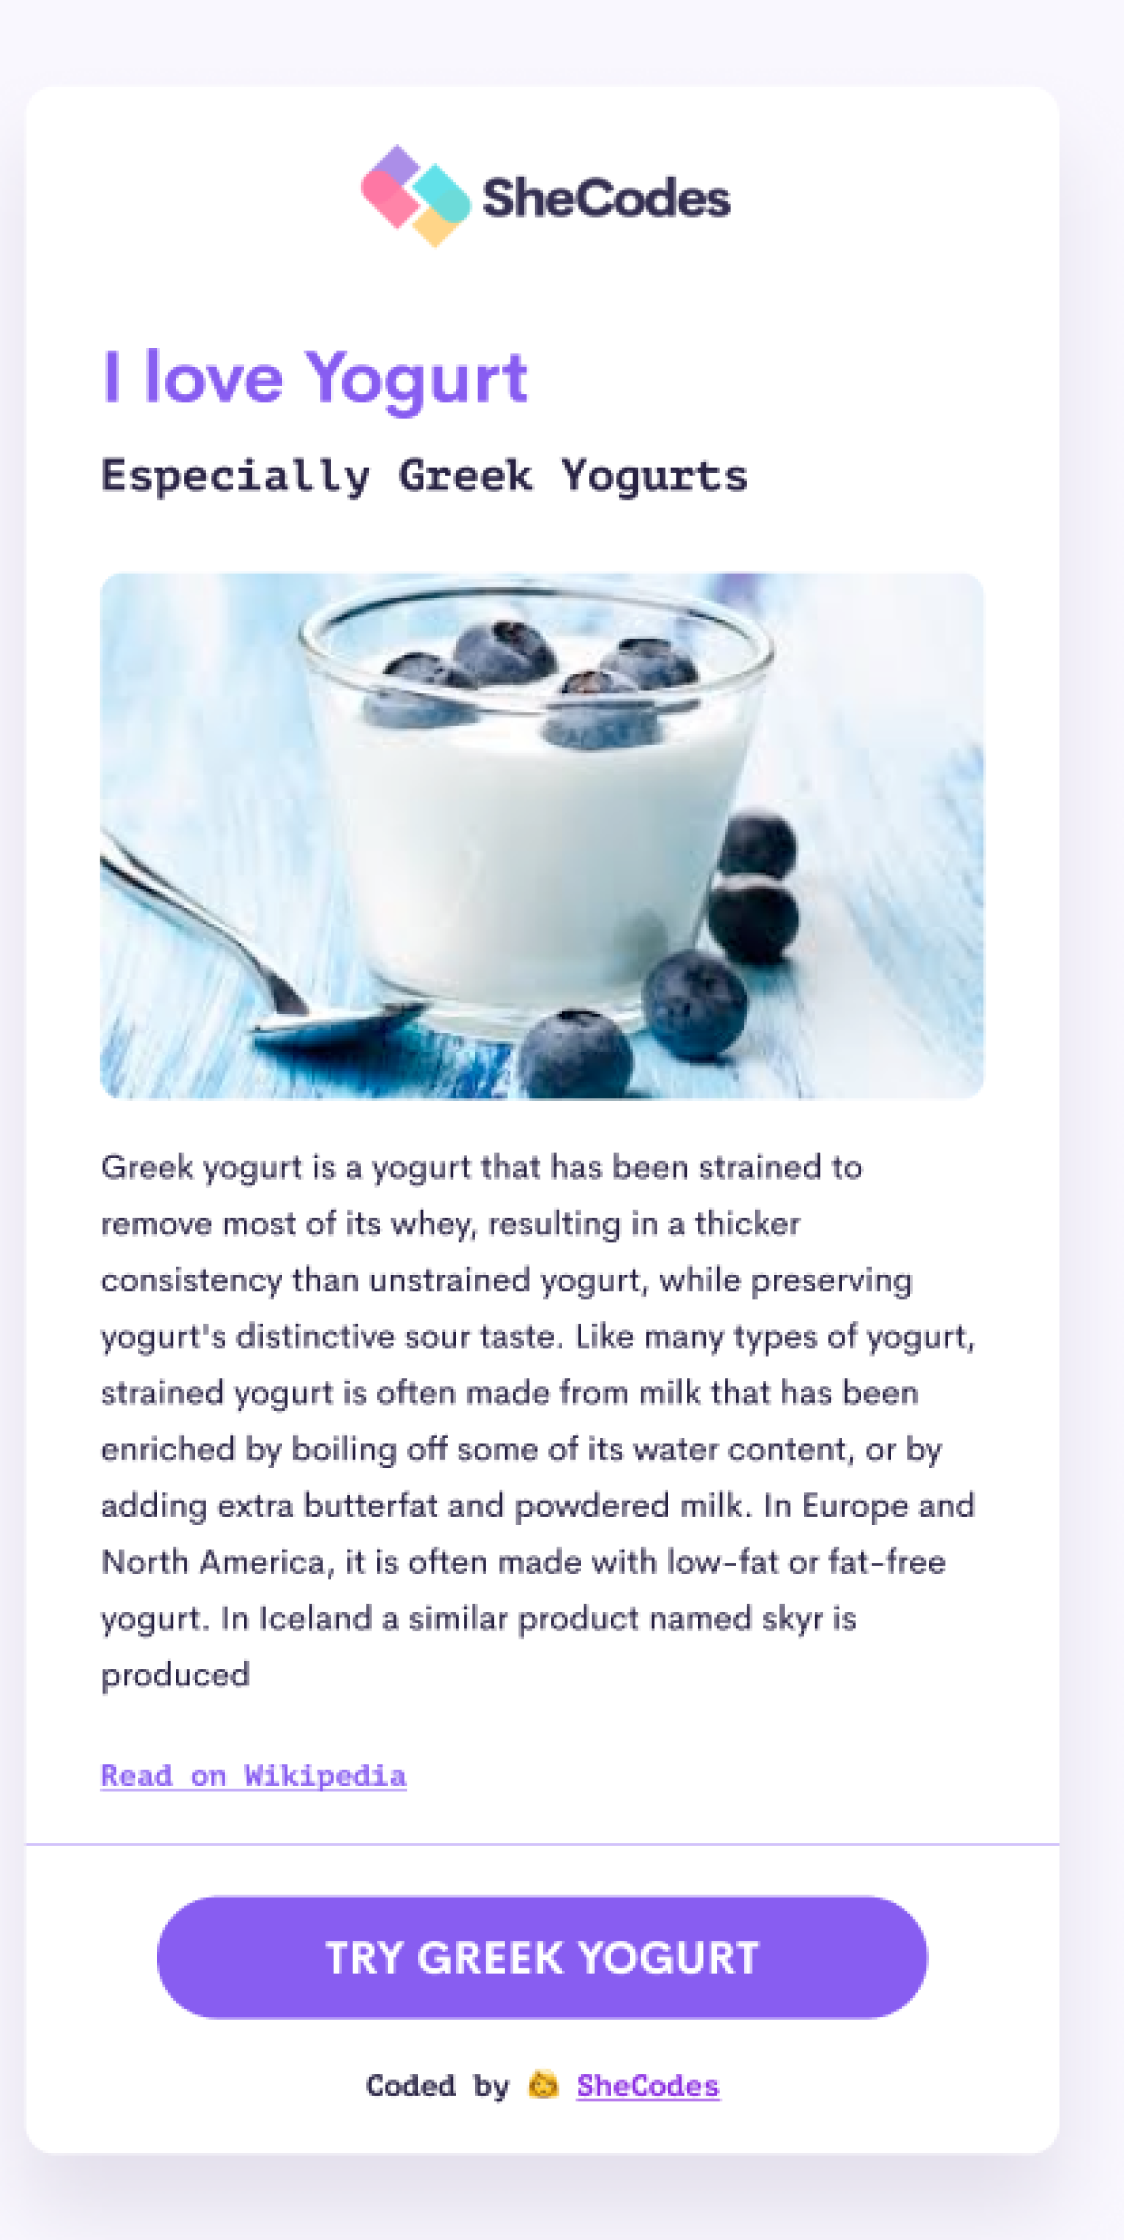 SheCodes
I love Yogurt
Especially Greek Yogurts
Greek yogurt is a yogurt that has been strained to
remove most of its whey, resulting in a thicker
consistency than unstrained yogurt, while preserving
yogurt's distinctive sour taste. Like many types of yogurt,
strained yogurt is often made from milk that has been
enriched by boiling off some of its water content, or by
adding extra butterfat and powdered milk. In Europe and
North America, it is often made with low-fat or fat-free
yogurt. In Iceland a similar product named skyr is
produced
Read on Wikipedia
TRY GREEK YOGURT
Coded by 👩 SheCodes